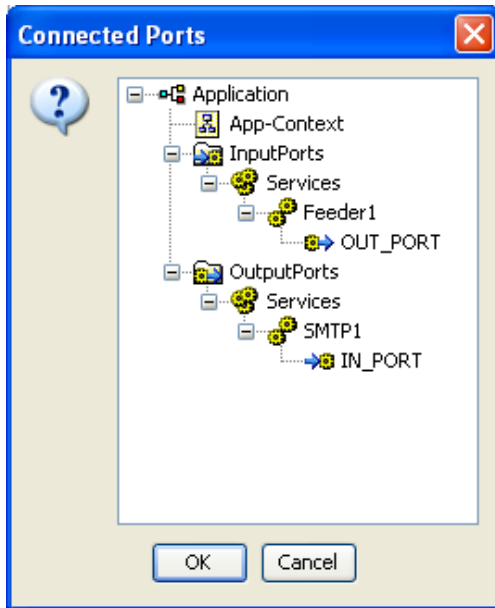 Connected Ports
Application
App-Context
InputPorts
Services
Feeder1
OUT_PORT
OutputPorts
Services
SMTP1
IN_PORT
OK Cancel